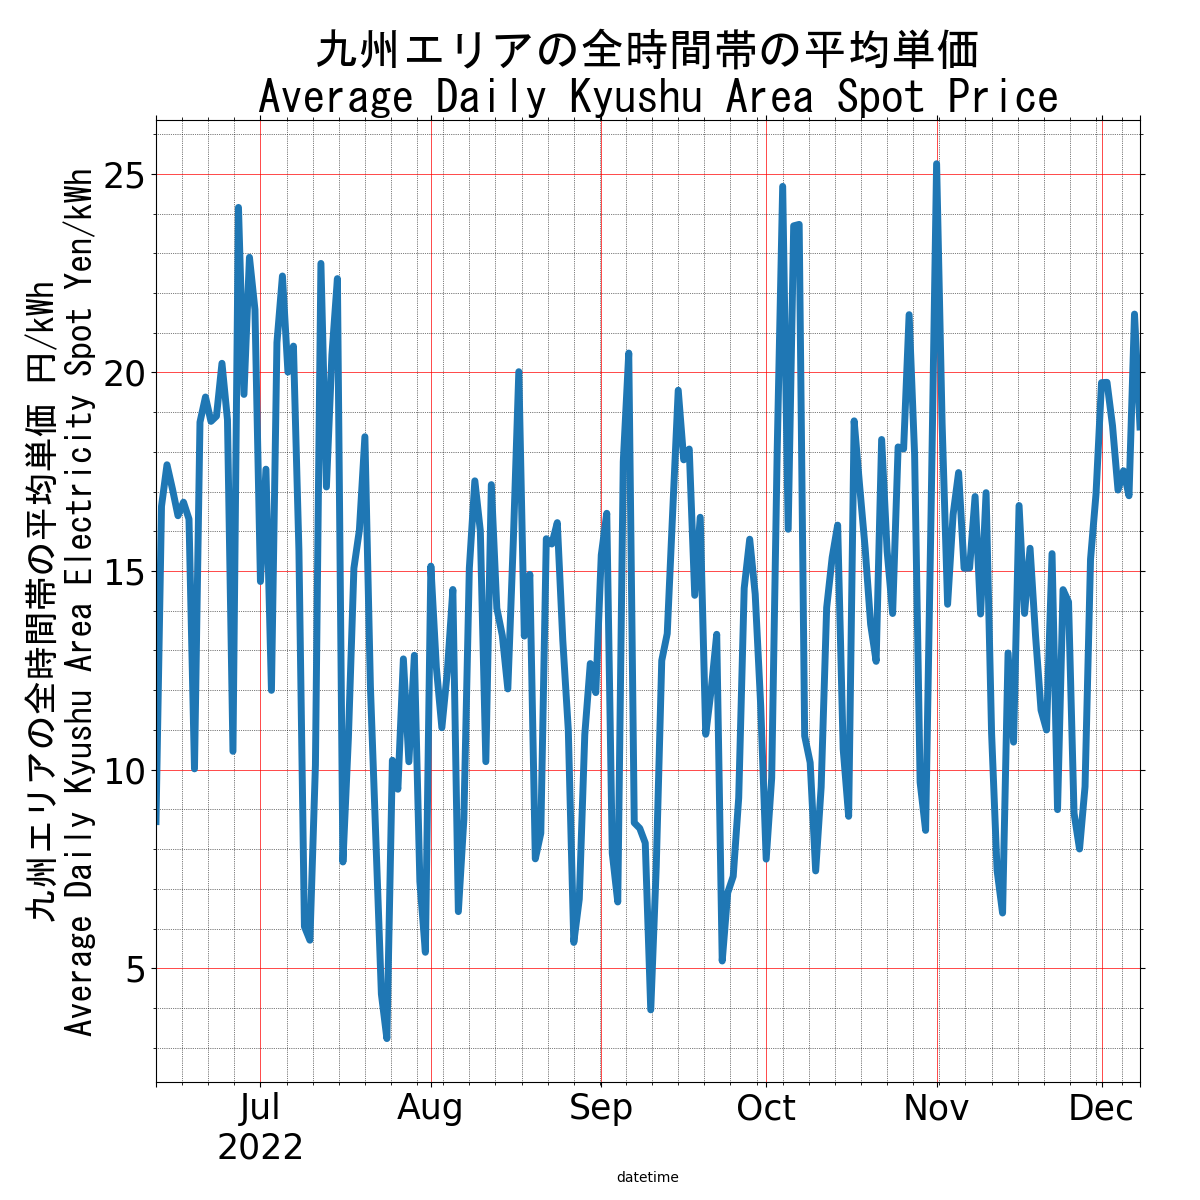 九州エリアの全時間帯の平均単価
Average Daily Kyushu Area Spot Price
九州エリアの全時間帯の平均単価 円/kWh
Average Daily Kyushu Area Electricity Spot Yen/kWh
25
20
15
10
5
Jul
2022
Aug
Sep
Oct
Nov
Dec
datetime